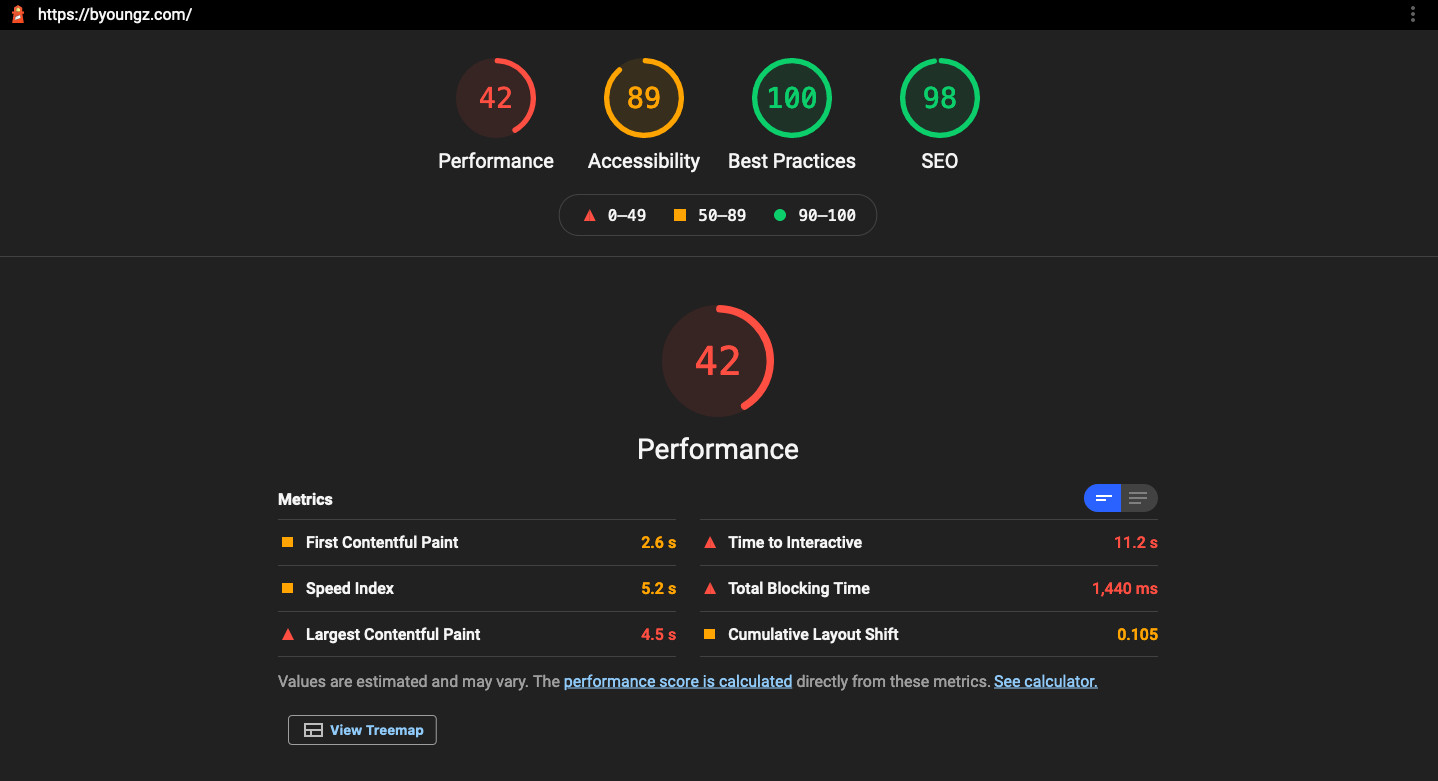 https://byoungz.com/
42 89 100 98
Performance Accessibility Best Practices SEO
0–49 50–89 90–100
42
Performance
Metrics
First Contentful Paint 2.6 s
Time to Interactive 11.2 s
Speed Index 5.2 s
Total Blocking Time 1,440 ms
Largest Contentful Paint 4.5 s
Cumulative Layout Shift 0.105
Values are estimated and may vary. The performance score is calculated directly from these metrics. See calculator.
View Treemap